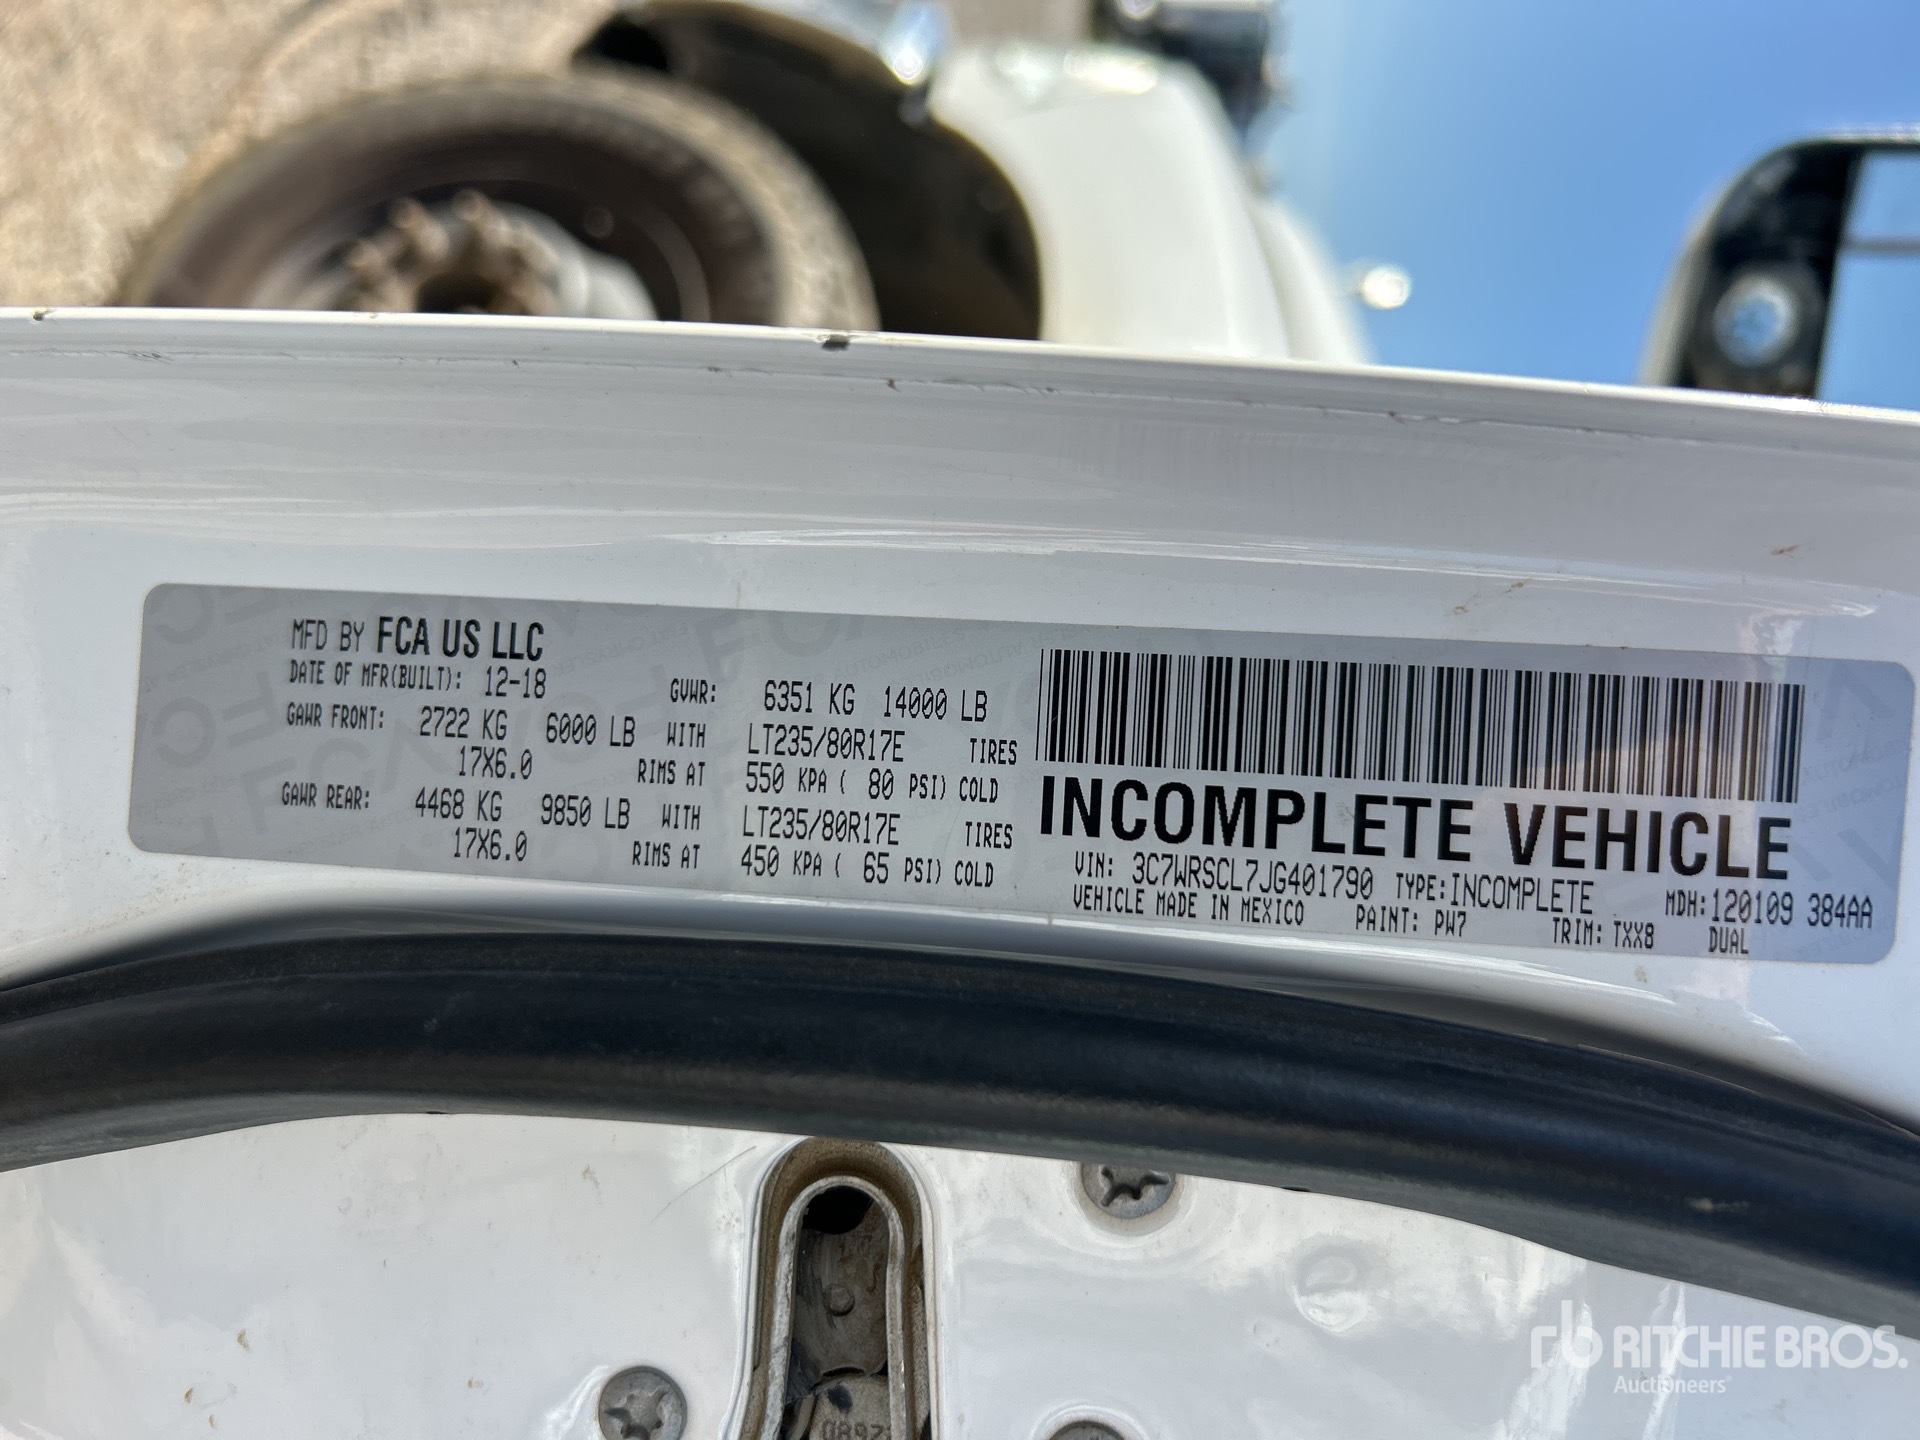 MFD BY FCA US LLC
DATE OF MFR(BUILT): 12-18 GVWR: 6351 KG 14000 LB
GAWR FRONT: 2722 KG 6000 LB WITH LT235/80R17E TIRES
17X6.0 RIMS AT 550 KPA ( 80 PSI) COLD
GAWR REAR: 4468 KG 9850 LB WITH LT235/80R17E TIRES
17X6.0 RIMS AT 450 KPA ( 65 PSI) COLD
INCOMPLETE VEHICLE
VIN: 3C7WRSCL7JG401790 TYPE: INCOMPLETE MDH: 120109 384AA
VEHICLE MADE IN MEXICO PAINT: PW7 TRIM: TXX8 DUAL
rb RITCHIE BROS.
Auctioneers